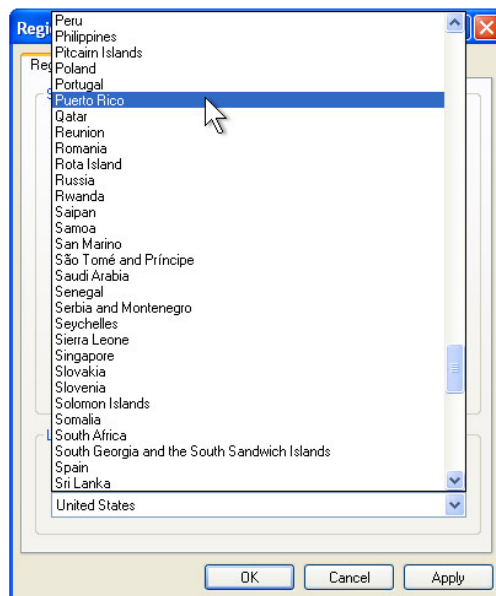 Regi
Reg
S
Peru
Philippines
Pitcairn Islands
Poland
Portugal
Puerto Rico
Qatar
Reunion
Romania
Rota Island
Russia
Rwanda
Saipan
Samoa
San Marino
São Tomé and Príncipe
Saudi Arabia
Senegal
Serbia and Montenegro
Seychelles
Sierra Leone
Singapore
Slovakia
Slovenia
Solomon Islands
Somalia
South Africa
South Georgia and the South Sandwich Islands
Spain
Sri Lanka
L
United States
OK Cancel Apply